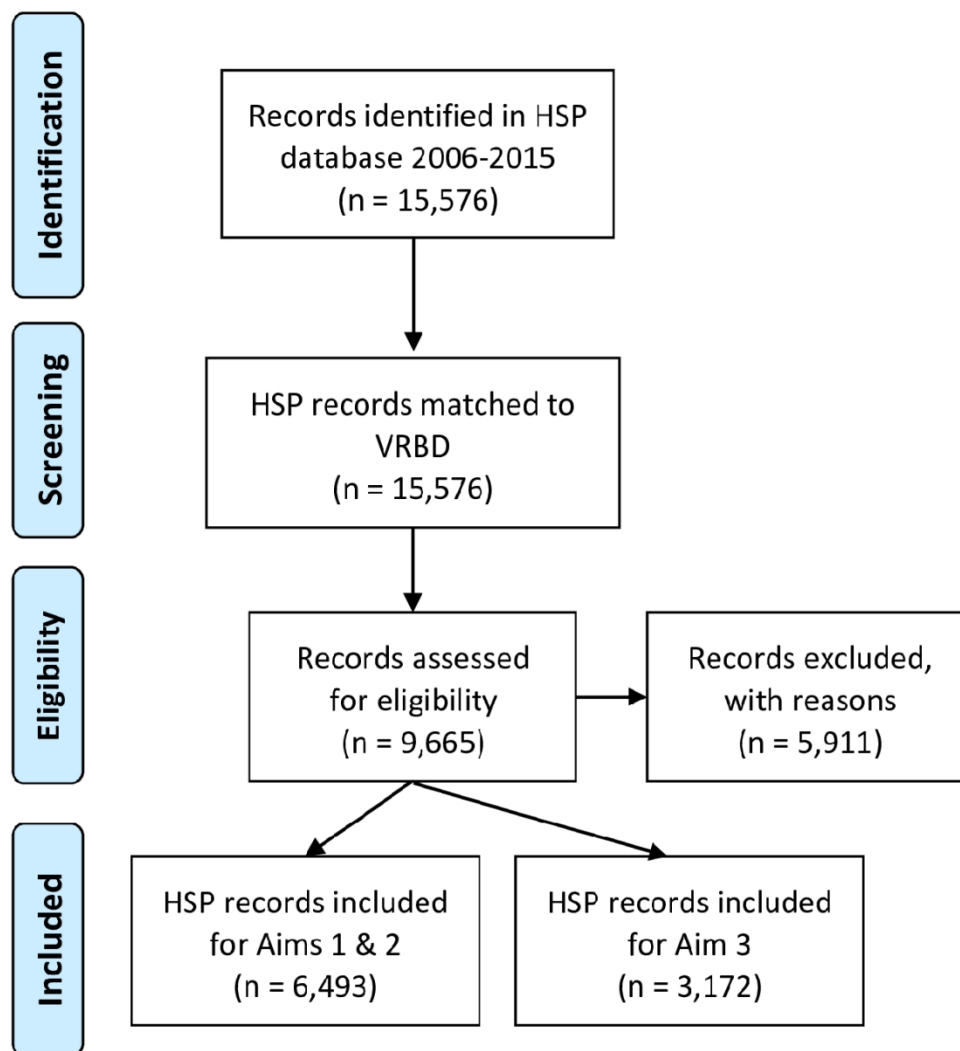 Identification
Records identified in HSP
database 2006-2015
(n = 15,576)
Screening
HSP records matched to
VRBD
(n = 15,576)
Eligibility
Records assessed
for eligibility
(n = 9,665)
Records excluded,
with reasons
(n = 5,911)
Included
HSP records included
for Aims 1 & 2
(n = 6,493)
HSP records included
for Aim 3
(n = 3,172)